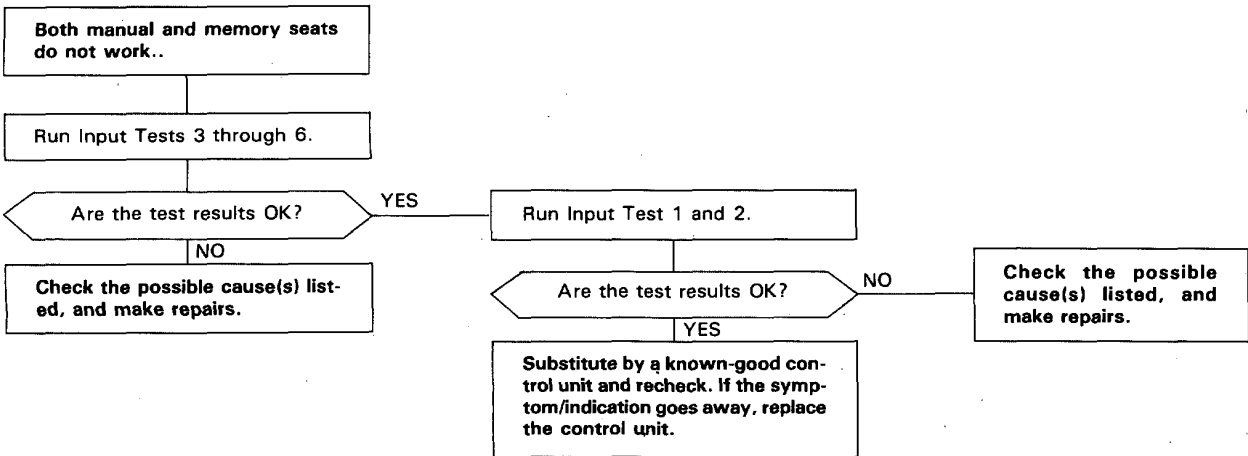 Both manual and memory seats
do not work..
Run Input Tests 3 through 6.
Are the test results OK?
YES
NO
Check the possible cause(s) list-
ed, and make repairs.
Run Input Test 1 and 2.
Are the test results OK?
NO
YES
Check the possible
cause(s) listed, and
make repairs.
Substitute by a known-good con-
trol unit and recheck. If the symp-
tom/indication goes away, replace
the control unit.